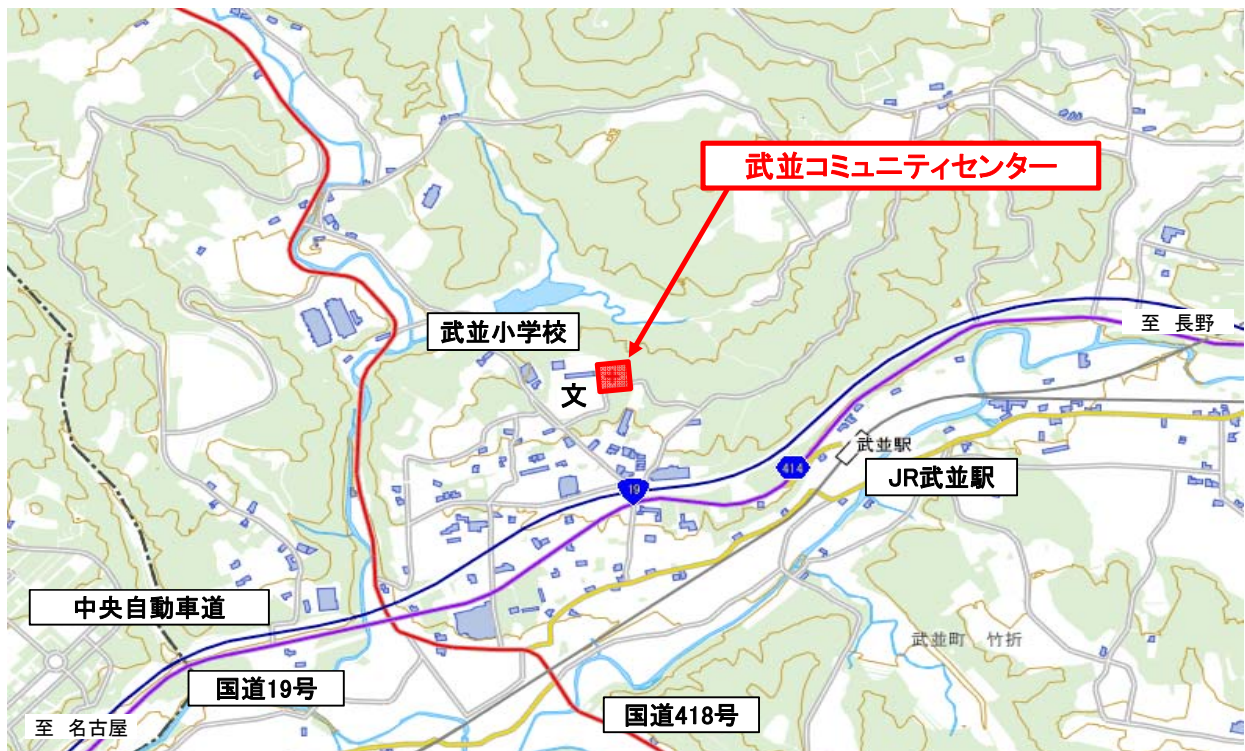 武並コミュニティセンター
至 長野
武並小学校
文
武並駅
414
JR武並駅
19
中央自動車道
武並町 竹折
国道19号
国道418号
至 名古屋